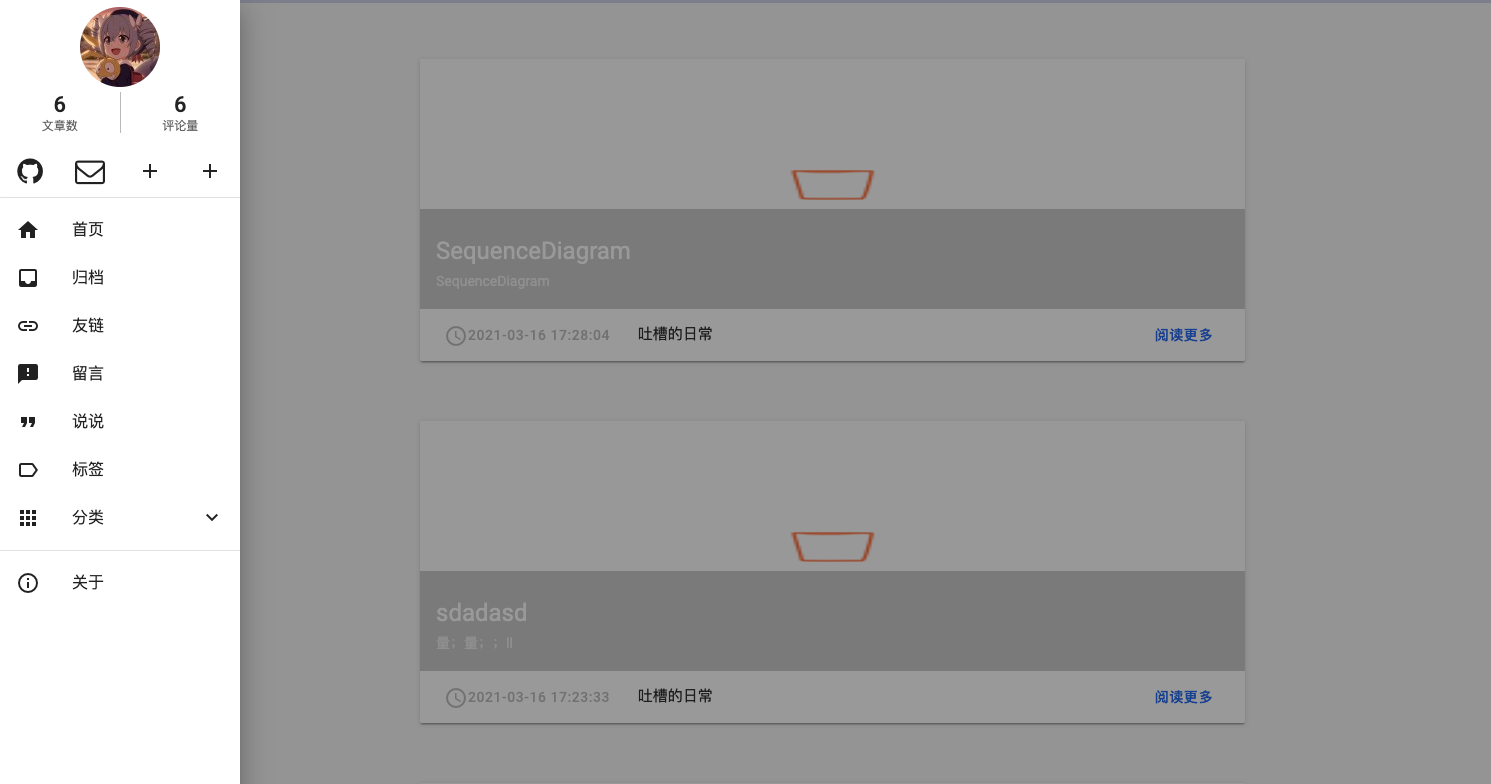 6
文章数
6
评论量
首页
归档
友链
留言
说说
标签
分类
关于
SequenceDiagram
SequenceDiagram
2021-03-16 17:28:04 吐槽的日常 阅读更多
sdadasd
量；量；；ll
2021-03-16 17:23:33 吐槽的日常 阅读更多